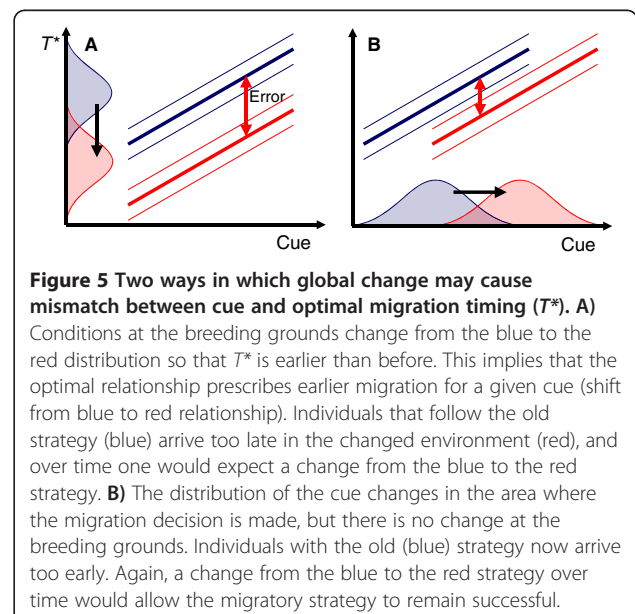 T*
A
B
Error
Cue
Cue
Figure 5 Two ways in which global change may cause
mismatch between cue and optimal migration timing (T*). A)
Conditions at the breeding grounds change from the blue to the
red distribution so that T* is earlier than before. This implies that the
optimal relationship prescribes earlier migration for a given cue (shift
from blue to red relationship). Individuals that follow the old
strategy (blue) arrive too late in the changed environment (red), and
over time one would expect a change from the blue to the red
strategy. B) The distribution of the cue changes in the area where
the migration decision is made, but there is no change at the
breeding grounds. Individuals with the old (blue) strategy now arrive
too early. Again, a change from the blue to the red strategy over
time would allow the migratory strategy to remain successful.